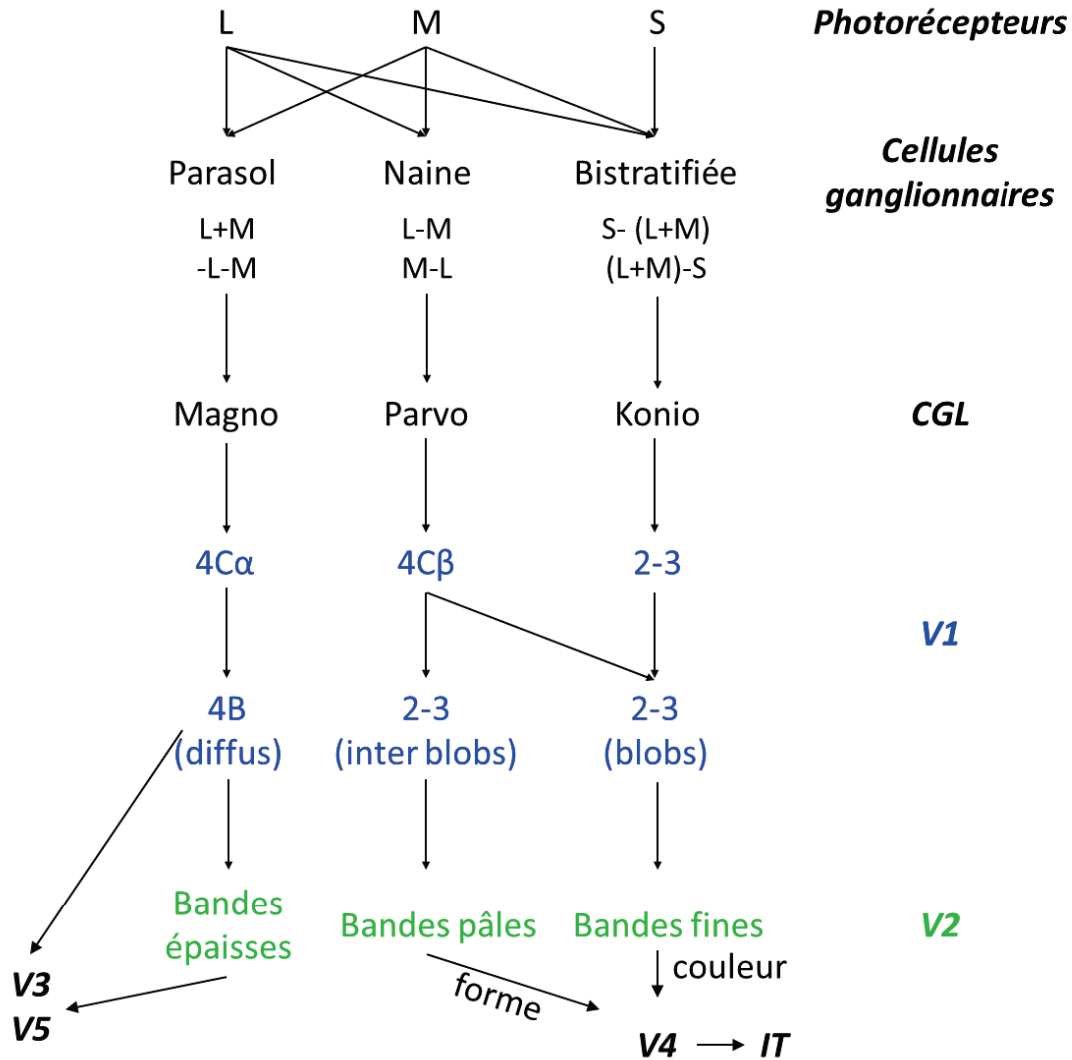 L M S Photorécepteurs
Parasol Naine Bistratifiée Cellules ganglionnaires
L+M L-M S- (L+M)
-L-M M-L (L+M)-S
Magno Parvo Konio CGL
4Cα 4Cβ 2-3
V1
4B 2-3 2-3
(diffus) (inter blobs) (blobs)
Bandes épaisses Bandes pâles Bandes fines V2
forme couleur
V3
V5
V4 IT